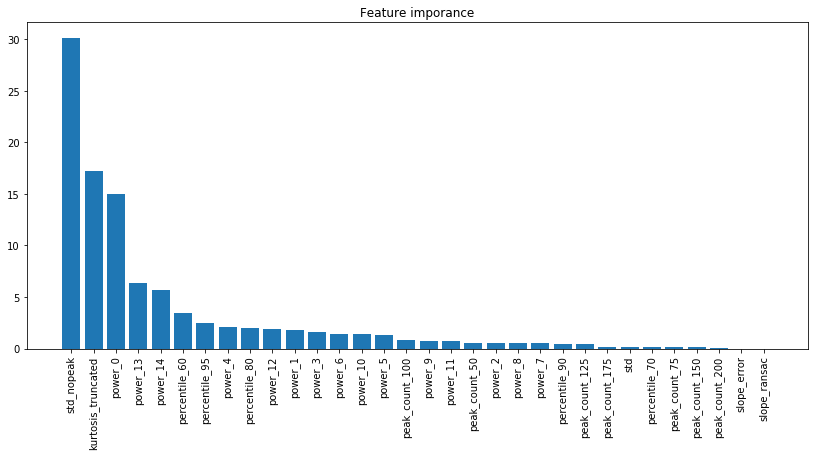 Feature imporance
30
25
20
15
10
5
0
std_nopeak
kurtosis_truncated
power_0
power_13
power_14
percentile_60
percentile_95
power_4
percentile_80
power_12
power_1
power_3
power_6
power_10
power_5
peak_count_100
power_9
power_11
peak_count_50
power_2
power_8
power_7
percentile_90
peak_count_125
peak_count_175
std
percentile_70
peak_count_75
peak_count_150
peak_count_200
slope_error
slope_ransac